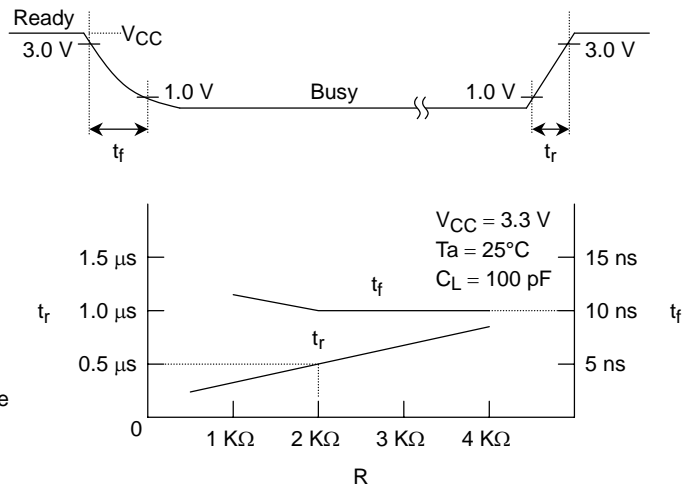 Ready
VCC
3.0 V
3.0 V
1.0 V
Busy
1.0 V
tf
tr
VCC = 3.3 V
Ta = 25°C
CL = 100 pF
1.5 µs
15 ns
tf
tr
1.0 µs
10 ns
tf
tr
0.5 µs
5 ns
e
0
1 KΩ
2 KΩ
3 KΩ
4 KΩ
R